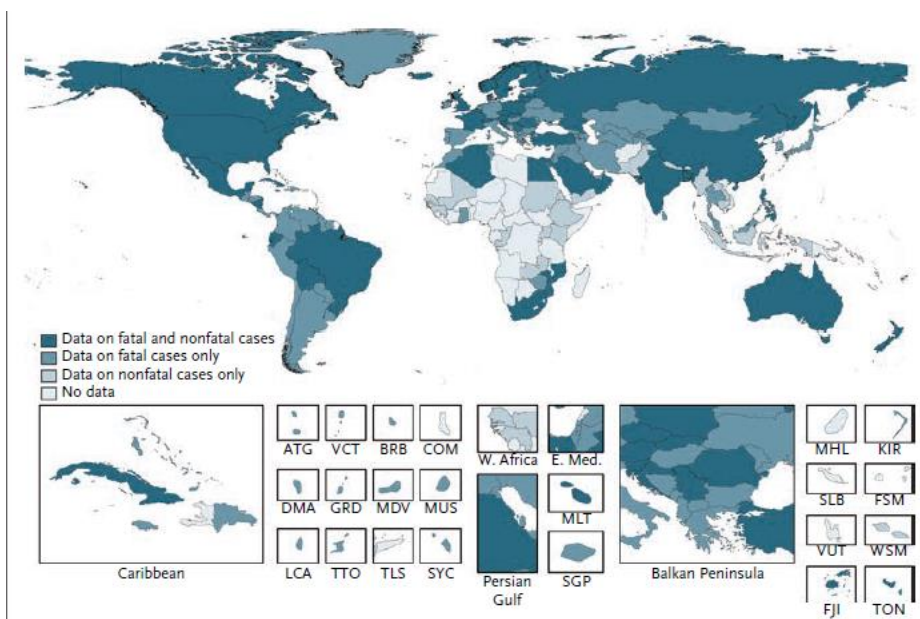 Data on fatal and nonfatal cases
Data on fatal cases only
Data on nonfatal cases only
No data
ATG VCT BRB COM
W. Africa E. Med.
MHL KIR
DMA GRD MDV MUS
MLT
SLB FSM
VUT WSM
LCA TTO TLS SYC
Caribbean
Persian
Gulf
SGP
Balkan Peninsula
FJI TON